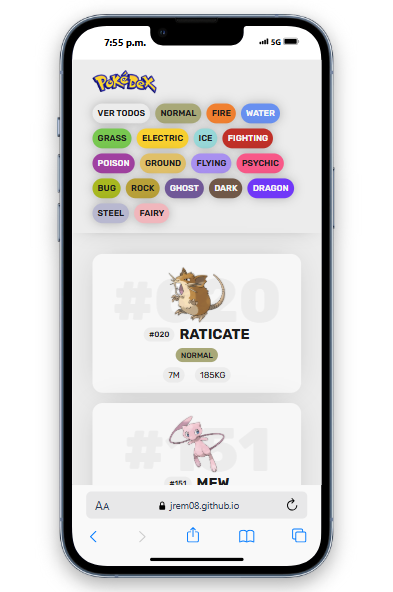 7:55 p.m. 5G
POKéDEX
VER TODOS NORMAL FIRE WATER
GRASS ELECTRIC ICE FIGHTING
POISON GROUND FLYING PSYCHIC
BUG ROCK GHOST DARK DRAGON
STEEL FAIRY
#020
#020 RATICATE
NORMAL
7M 185KG
#151
#151 MEW
AA jrem08.github.io